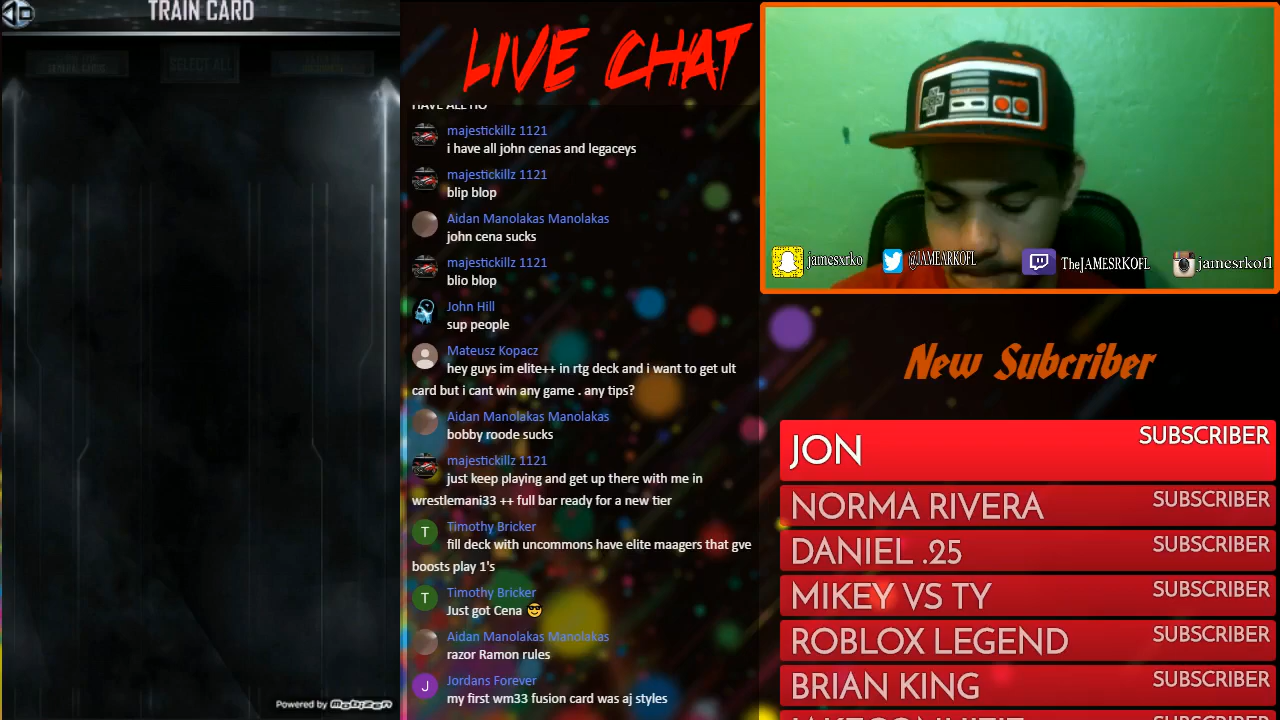 TRAIN CARD
SELECT ALL
Powered by MOBIZEN
LIVE CHAT
HAVE ALL
majestickillz 1121
i have all john cenas and legaceys
majestickillz 1121
blip blop
Aidan Manolakas Manolakas
john cena sucks
majestickillz 1121
blio blop
John Hill
sup people
Mateusz Kopacz
hey guys im elite++ in rtg deck and i want to get ult
card but i cant win any game . any tips?
Aidan Manolakas Manolakas
bobby roode sucks
majestickillz 1121
just keep playing and get up there with me in
wrestlemani33 ++ full bar ready for a new tier
T
Timothy Bricker
fill deck with uncommons have elite maagers that gve
boosts play 1's
T
Timothy Bricker
Just got Cena 😎
Aidan Manolakas Manolakas
razor Ramon rules
J
Jordans Forever
my first wm33 fusion card was aj styles
jamesxrko
@JAMEARKOFL
TheJAMESRKOFL
jamesrkofl
New Subcriber
JON SUBSCRIBER
NORMA RIVERA SUBSCRIBER
DANIEL .25 SUBSCRIBER
MIKEY VS TY SUBSCRIBER
ROBLOX LEGEND SUBSCRIBER
BRIAN KING SUBSCRIBER